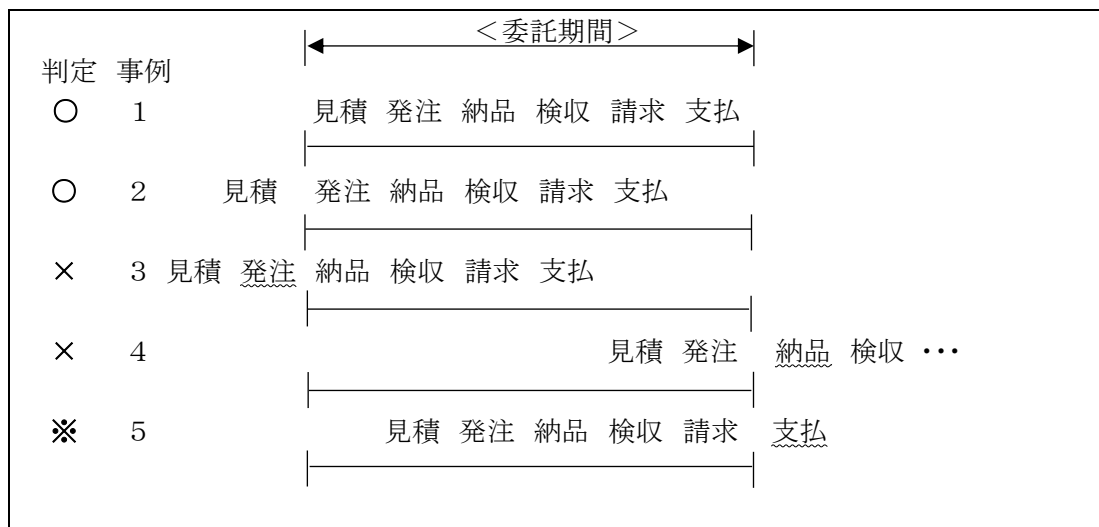 ＜委託期間＞
判定 事例
○ 1 見積 発注 納品 検収 請求 支払
○ 2 見積 発注 納品 検収 請求 支払
× 3 見積 発注 納品 検収 請求 支払
× 4 見積 発注 納品 検収 ・・・
※ 5 見積 発注 納品 検収 請求 支払